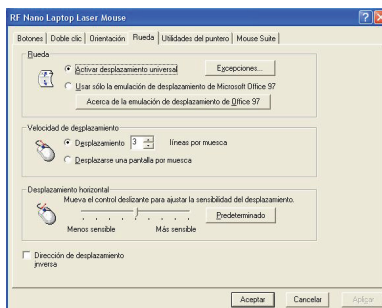 RF Nano Laptop Laser Mouse
Botones Doble clic Orientación Rueda Utilidades del puntero Mouse Suite
Rueda
Activar desplazamiento universal Excepciones...
Usar sólo la emulación de desplazamiento de Microsoft Office 97
Acerca de la emulación de desplazamiento de Office 97
Velocidad de desplazamiento
Desplazamiento 3 líneas por muesca
Desplazarse una pantalla por muesca
Desplazamiento horizontal
Mueva el control deslizante para ajustar la sensibilidad del desplazamiento.
Predeterminado
Menos sensible Más sensible
Dirección de desplazamiento
inversa
Aceptar Cancelar Aplicar